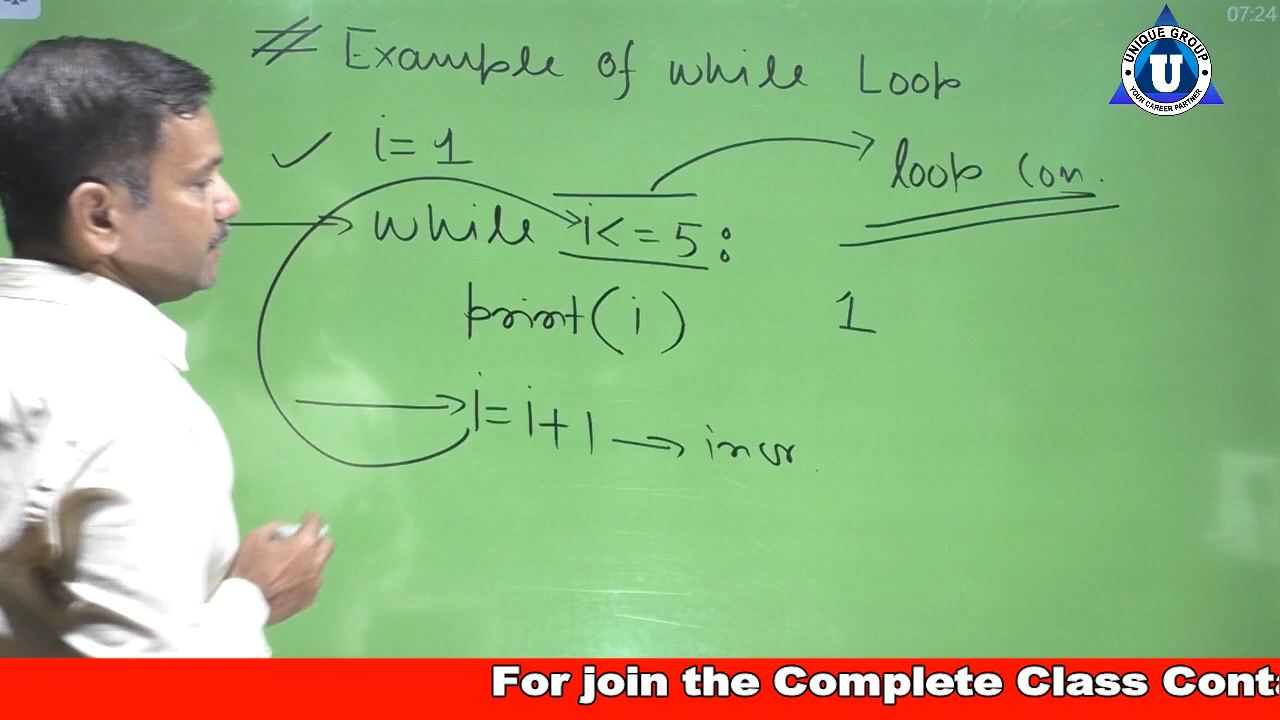 07:24
UNIQUE GROUP
U
YOUR CAREER PARTNER
# Example of while Loop
i=1
loop con.
while i<=5:
print(i) 1
i=i+1 → incr
For join the Complete Class Cont